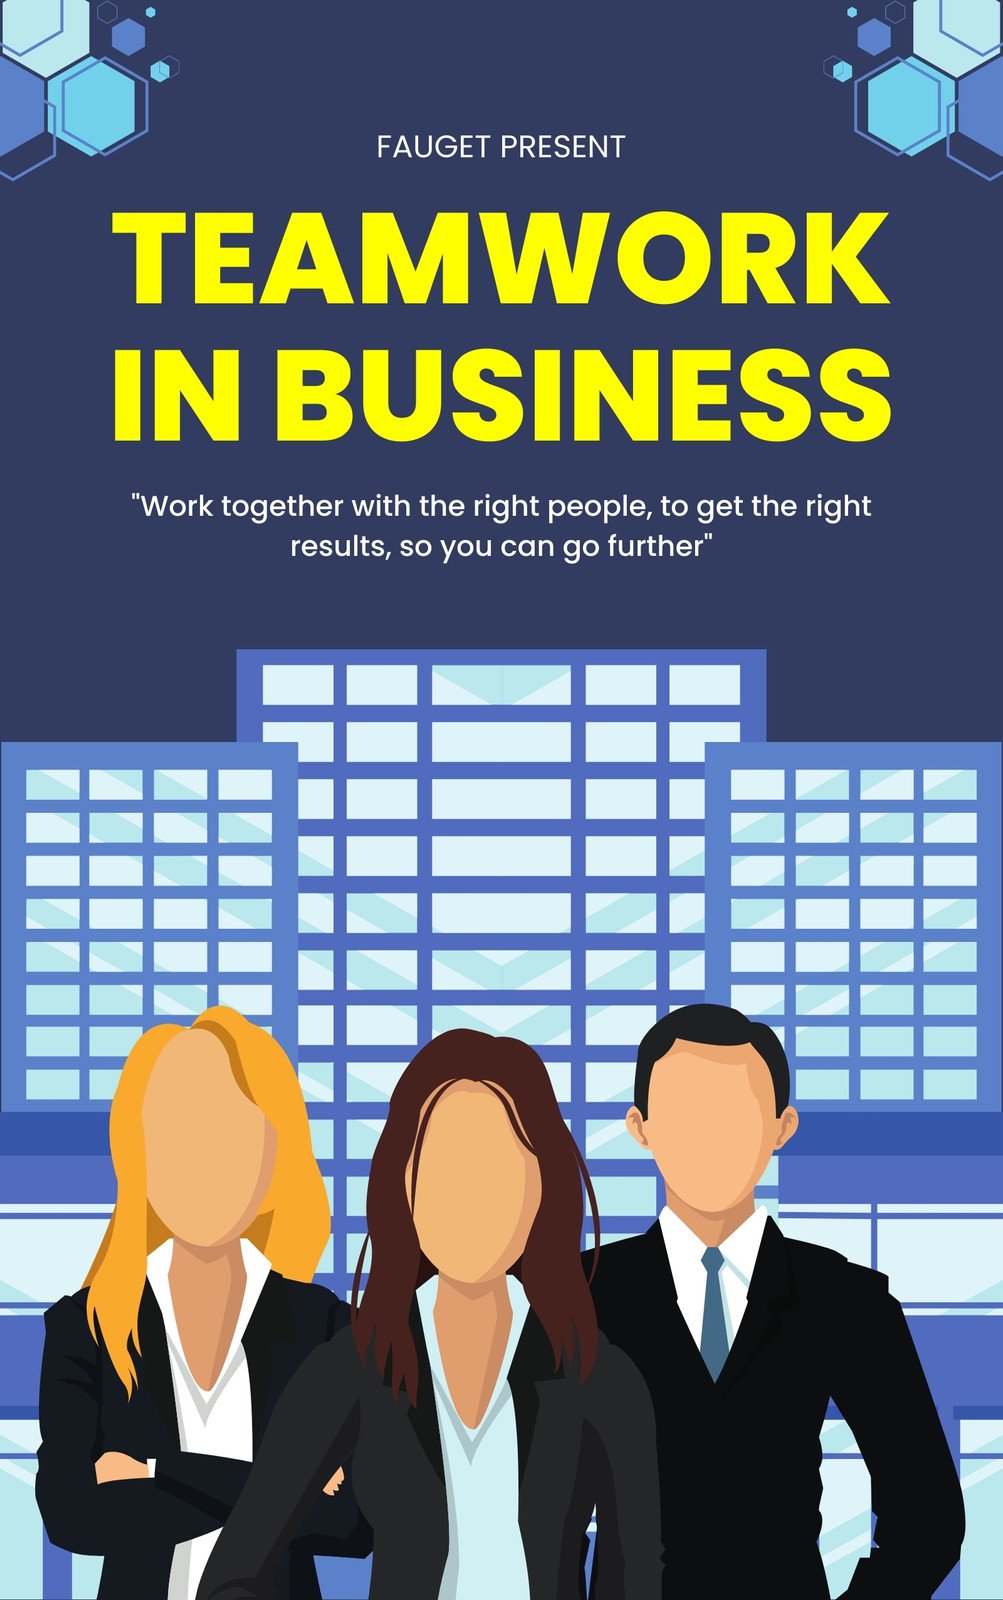 FAUGET PRESENT
TEAMWORK
IN BUSINESS
"Work together with the right people, to get the right
results, so you can go further"